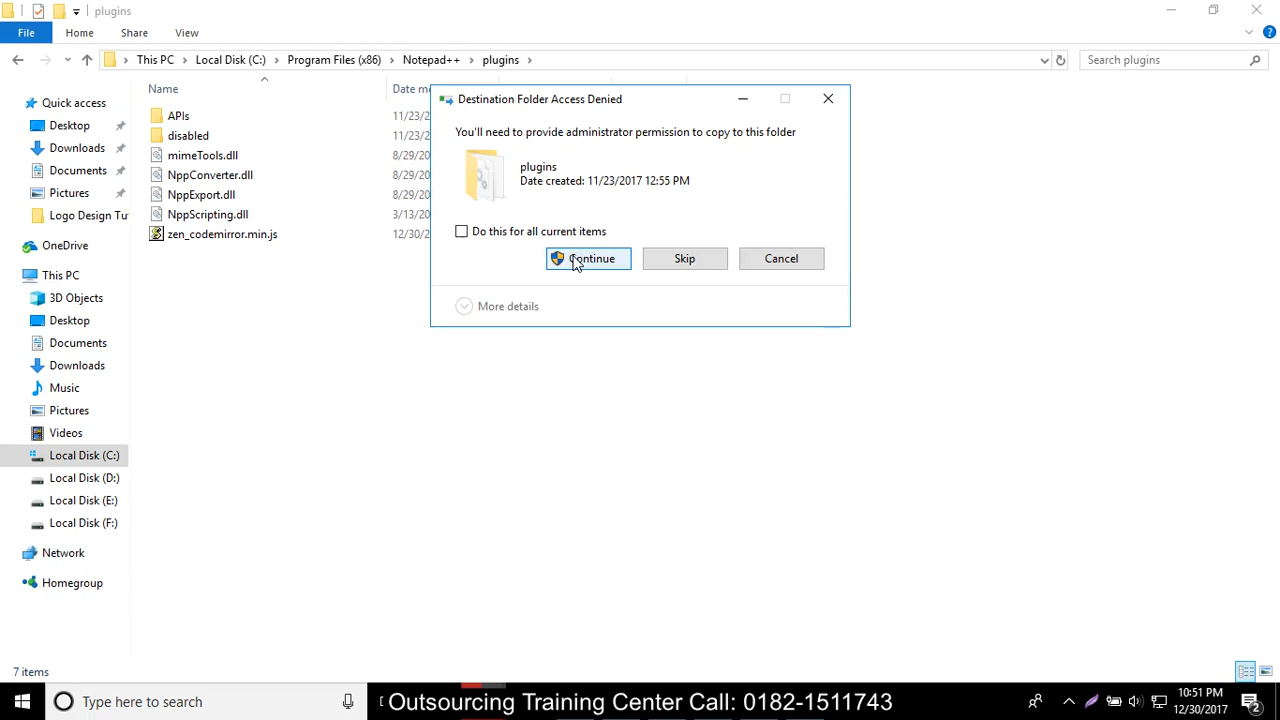 plugins
File Home Share View
This PC Local Disk (C:) Program Files (x86) Notepad++ plugins
Search plugins
Quick access
Desktop
Downloads
Documents
Pictures
Logo Design Tu
OneDrive
This PC
3D Objects
Desktop
Documents
Downloads
Music
Pictures
Videos
Local Disk (C:)
Local Disk (D:)
Local Disk (E:)
Local Disk (F:)
Network
Homegroup
Name Date mo
APIs 11/23/2
disabled 11/23/2
mimeTools.dll 8/29/20
NppConverter.dll 8/29/20
NppExport.dll 8/29/20
NppScripting.dll 3/13/20
zen_codemirror.min.js 12/30/2
Destination Folder Access Denied
You'll need to provide administrator permission to copy to this folder
plugins
Date created: 11/23/2017 12:55 PM
Do this for all current items
Continue Skip Cancel
More details
7 items
Type here to search
Outsourcing Training Center Call: 0182-1511743
10:51 PM
12/30/2017
2